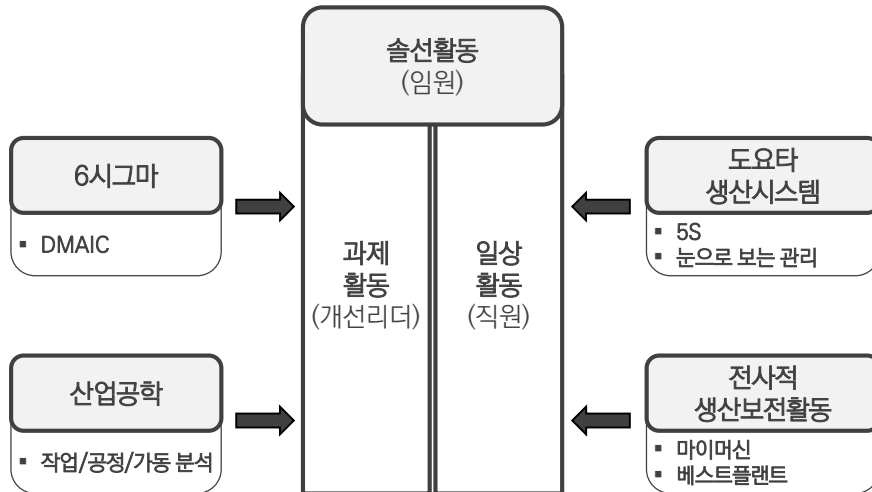 솔선활동
(임원)
6시그마
▪ DMAIC
산업공학
▪ 작업/공정/가동 분석
과제
활동
(개선리더)
일상
활동
(직원)
도요타
생산시스템
▪ 5S
▪ 눈으로 보는 관리
전사적
생산보전활동
▪ 마이머신
▪ 베스트플랜트